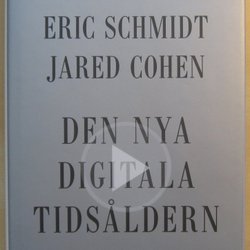 ERIC SCHMIDT
JARED COHEN
DEN NYA
DIGITALA
TIDSÅLDERN